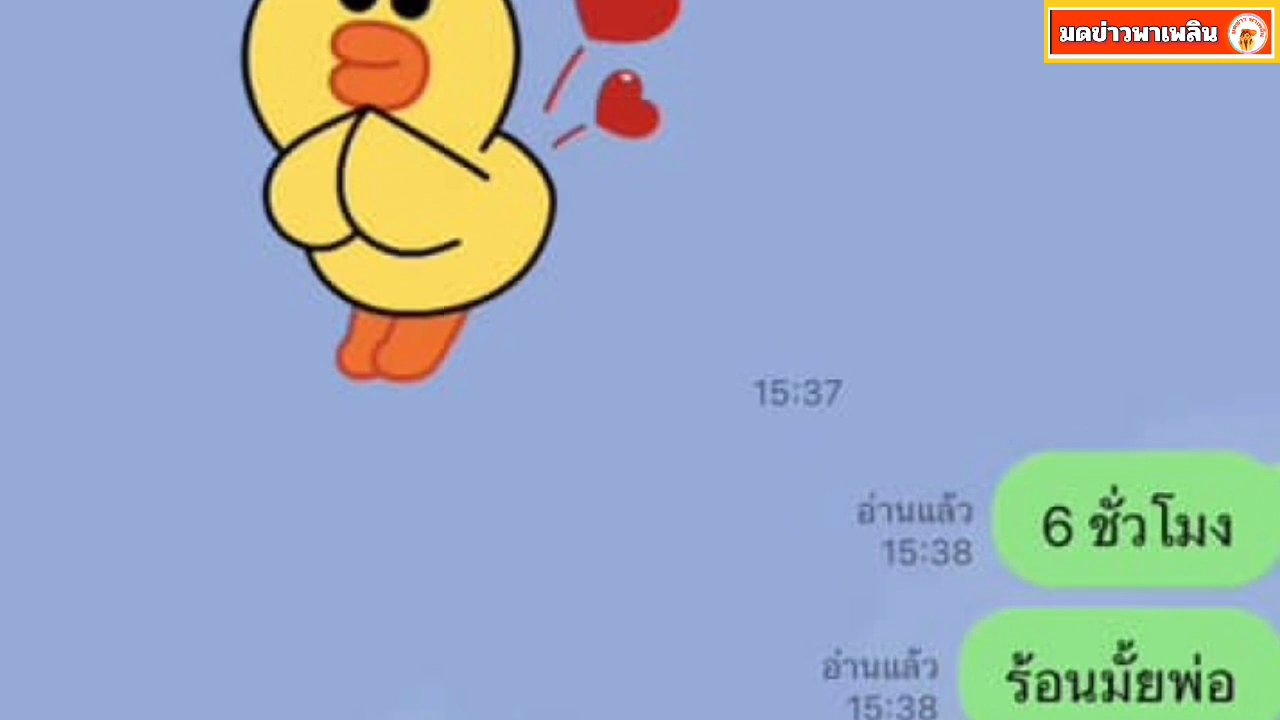 มดข่าวพาเพลิน
15:37
อ่านแล้ว
15:38
6 ชั่วโมง
อ่านแล้ว
15:38
ร้อนมั้ยพ่อ